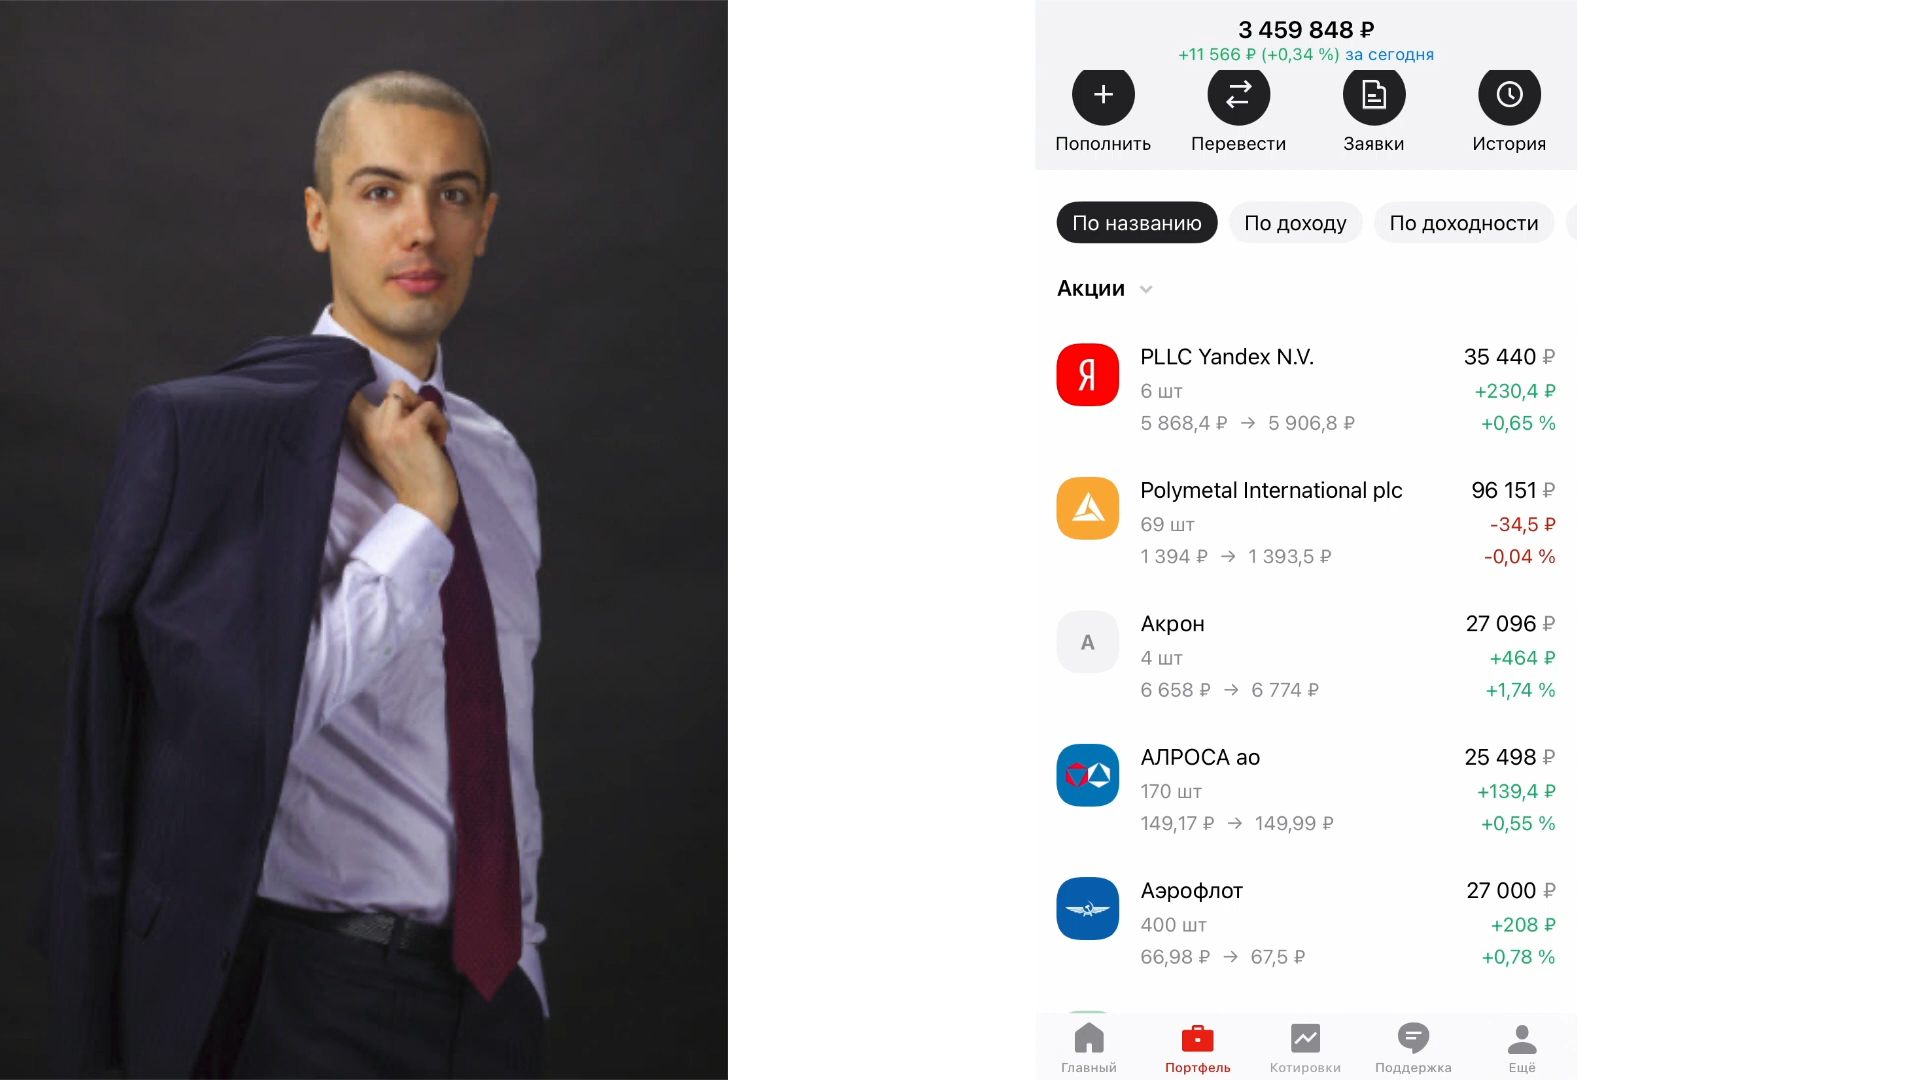 3 459 848 ₽
+11 566 ₽ (+0,34 %) за сегодня
Пополнить Перевести Заявки История
По названию По доходу По доходности
Акции
Я
PLLC Yandex N.V. 35 440 ₽
6 шт +230,4 ₽
5 868,4 ₽ → 5 906,8 ₽ +0,65 %
Polymetal International plc 96 151 ₽
69 шт -34,5 ₽
1 394 ₽ → 1 393,5 ₽ -0,04 %
А
Акрон 27 096 ₽
4 шт +464 ₽
6 658 ₽ → 6 774 ₽ +1,74 %
АЛРОСА ао 25 498 ₽
170 шт +139,4 ₽
149,17 ₽ → 149,99 ₽ +0,55 %
Аэрофлот 27 000 ₽
400 шт +208 ₽
66,98 ₽ → 67,5 ₽ +0,78 %
Главный Портфель Котировки Поддержка Ещё